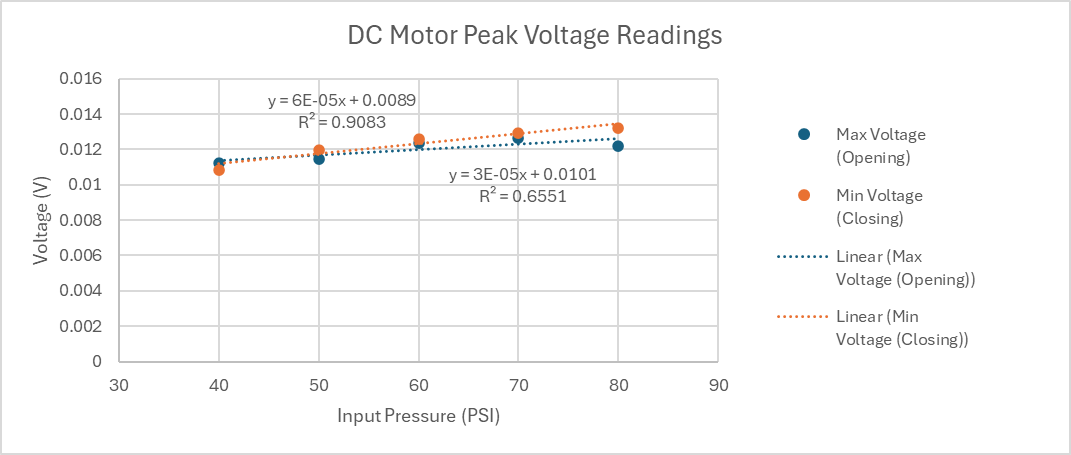 DC Motor Peak Voltage Readings
0.016
0.014
0.012
0.01
0.008
0.006
0.004
0.002
0
Voltage (V)
y = 6E-05x + 0.0089
R² = 0.9083
y = 3E-05x + 0.0101
R² = 0.6551
30 40 50 60 70 80 90
Input Pressure (PSI)
Max Voltage
(Opening)
Min Voltage
(Closing)
Linear (Max
Voltage (Opening))
Linear (Min
Voltage (Closing))